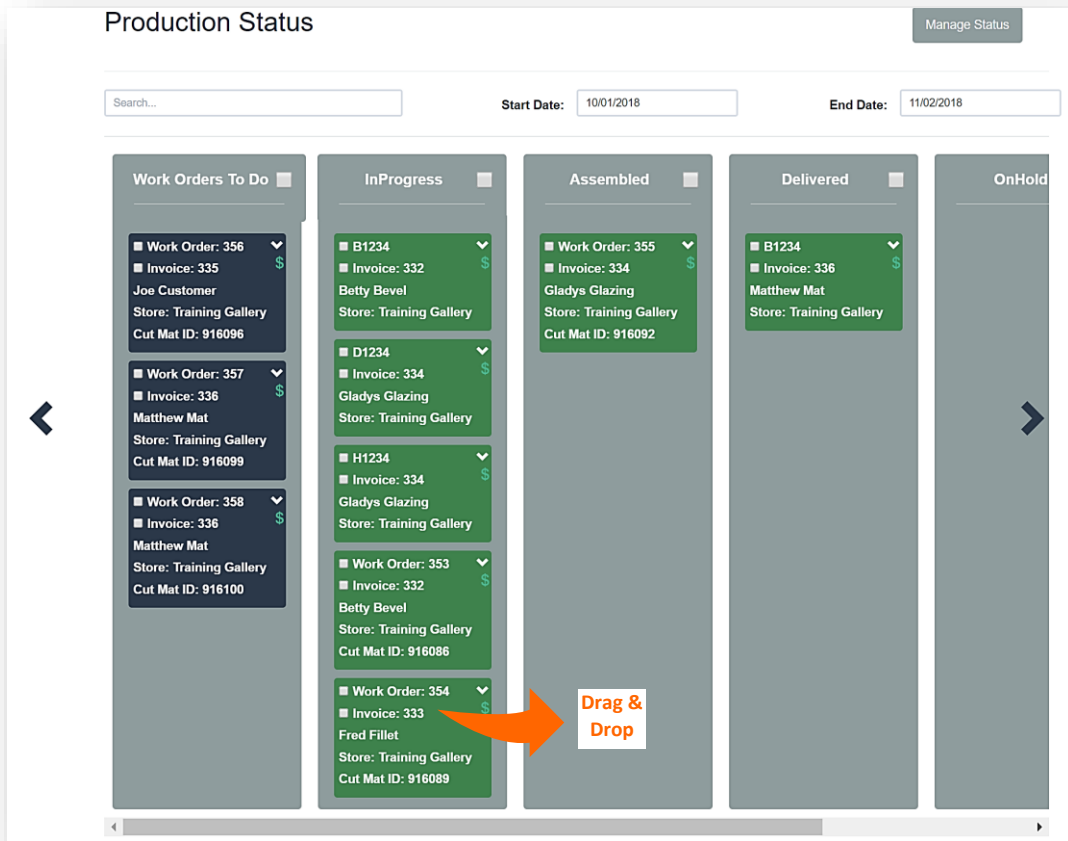 Production Status
Manage Status
Search...
Start Date:
10/01/2018
End Date:
11/02/2018
Work Orders To Do
Work Order: 356
$
Invoice: 335
Joe Customer
Store: Training Gallery
Cut Mat ID: 916096
Work Order: 357
$
Invoice: 336
Matthew Mat
Store: Training Gallery
Cut Mat ID: 916099
Work Order: 358
$
Invoice: 336
Matthew Mat
Store: Training Gallery
Cut Mat ID: 916100
InProgress
B1234
$
Invoice: 332
Betty Bevel
Store: Training Gallery
D1234
$
Invoice: 334
Gladys Glazing
Store: Training Gallery
H1234
$
Invoice: 334
Gladys Glazing
Store: Training Gallery
Work Order: 353
$
Invoice: 332
Betty Bevel
Store: Training Gallery
Cut Mat ID: 916086
Work Order: 354
$
Invoice: 333
Fred Fillet
Store: Training Gallery
Cut Mat ID: 916089
Drag &
Drop
Assembled
Work Order: 355
$
Invoice: 334
Gladys Glazing
Store: Training Gallery
Cut Mat ID: 916092
Delivered
B1234
$
Invoice: 336
Matthew Mat
Store: Training Gallery
OnHold